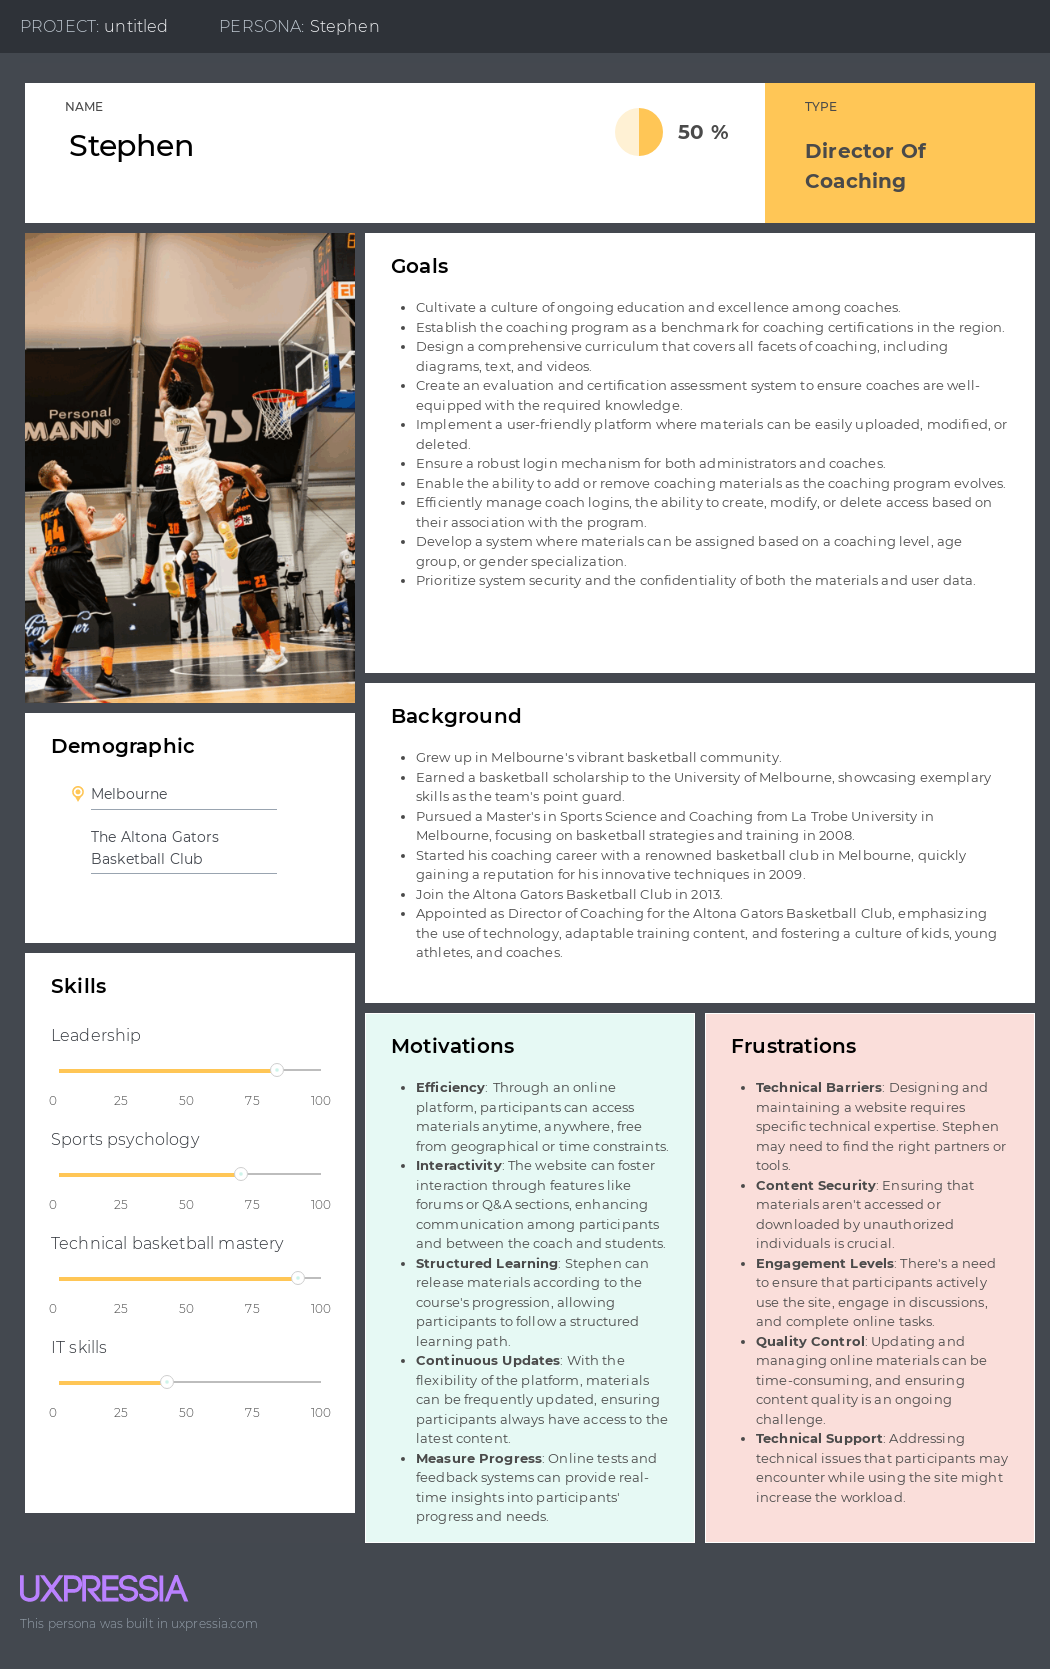 PROJECT: untitled PERSONA: Stephen
NAME
Stephen
50 %
TYPE
Director Of
Coaching
Personal
MANN®
7
44
30
23
Goals
• Cultivate a culture of ongoing education and excellence among coaches.
• Establish the coaching program as a benchmark for coaching certifications in the region.
• Design a comprehensive curriculum that covers all facets of coaching, including
diagrams, text, and videos.
• Create an evaluation and certification assessment system to ensure coaches are well-
equipped with the required knowledge.
• Implement a user-friendly platform where materials can be easily uploaded, modified, or
deleted.
• Ensure a robust login mechanism for both administrators and coaches.
• Enable the ability to add or remove coaching materials as the coaching program evolves.
• Efficiently manage coach logins, the ability to create, modify, or delete access based on
their association with the program.
• Develop a system where materials can be assigned based on a coaching level, age
group, or gender specialization.
• Prioritize system security and the confidentiality of both the materials and user data.
Demographic
Melbourne
The Altona Gators
Basketball Club
Background
• Grew up in Melbourne's vibrant basketball community.
• Earned a basketball scholarship to the University of Melbourne, showcasing exemplary
skills as the team's point guard.
• Pursued a Master's in Sports Science and Coaching from La Trobe University in
Melbourne, focusing on basketball strategies and training in 2008.
• Started his coaching career with a renowned basketball club in Melbourne, quickly
gaining a reputation for his innovative techniques in 2009.
• Join the Altona Gators Basketball Club in 2013.
• Appointed as Director of Coaching for the Altona Gators Basketball Club, emphasizing
the use of technology, adaptable training content, and fostering a culture of kids, young
athletes, and coaches.
Skills
Leadership
0 25 50 75 100
Sports psychology
0 25 50 75 100
Technical basketball mastery
0 25 50 75 100
IT skills
0 25 50 75 100
Motivations
• Efficiency: Through an online
platform, participants can access
materials anytime, anywhere, free
from geographical or time constraints.
• Interactivity: The website can foster
interaction through features like
forums or Q&A sections, enhancing
communication among participants
and between the coach and students.
• Structured Learning: Stephen can
release materials according to the
course's progression, allowing
participants to follow a structured
learning path.
• Continuous Updates: With the
flexibility of the platform, materials
can be frequently updated, ensuring
participants always have access to the
latest content.
• Measure Progress: Online tests and
feedback systems can provide real-
time insights into participants'
progress and needs.
Frustrations
• Technical Barriers: Designing and
maintaining a website requires
specific technical expertise. Stephen
may need to find the right partners or
tools.
• Content Security: Ensuring that
materials aren't accessed or
downloaded by unauthorized
individuals is crucial.
• Engagement Levels: There's a need
to ensure that participants actively
use the site, engage in discussions,
and complete online tasks.
• Quality Control: Updating and
managing online materials can be
time-consuming, and ensuring
content quality is an ongoing
challenge.
• Technical Support: Addressing
technical issues that participants may
encounter while using the site might
increase the workload.
UXPRESSIA
This persona was built in uxpressia.com